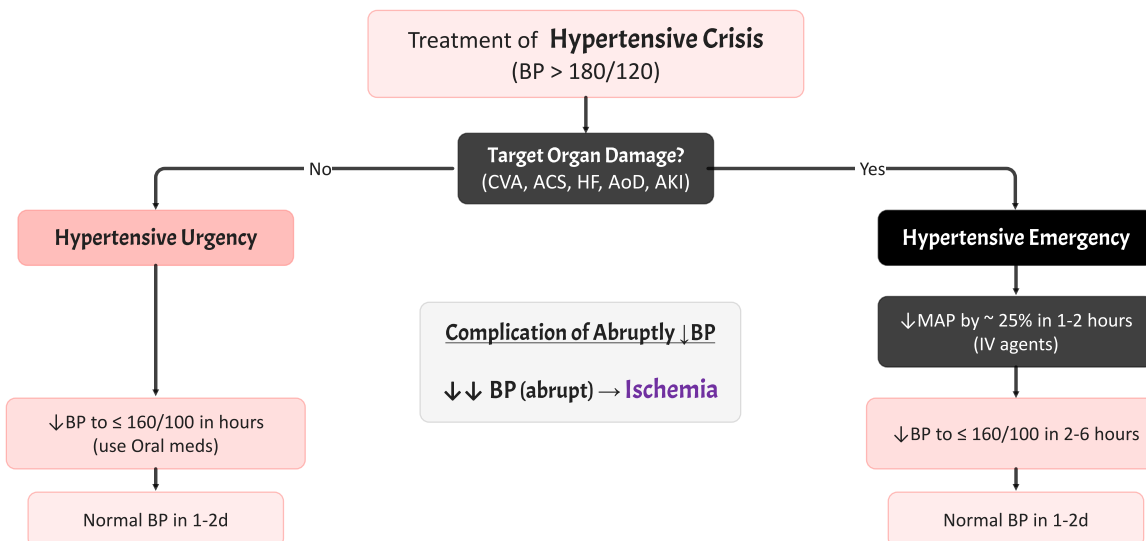 Treatment of Hypertensive Crisis
(BP > 180/120)
Target Organ Damage?
(CVA, ACS, HF, AoD, AKI)
No
Yes
Hypertensive Urgency
Hypertensive Emergency
↓MAP by ~ 25% in 1-2 hours
(IV agents)
Complication of Abruptly ↓BP
↓↓ BP (abrupt) → Ischemia
↓BP to ≤ 160/100 in hours
(use Oral meds)
↓BP to ≤ 160/100 in 2-6 hours
Normal BP in 1-2d
Normal BP in 1-2d